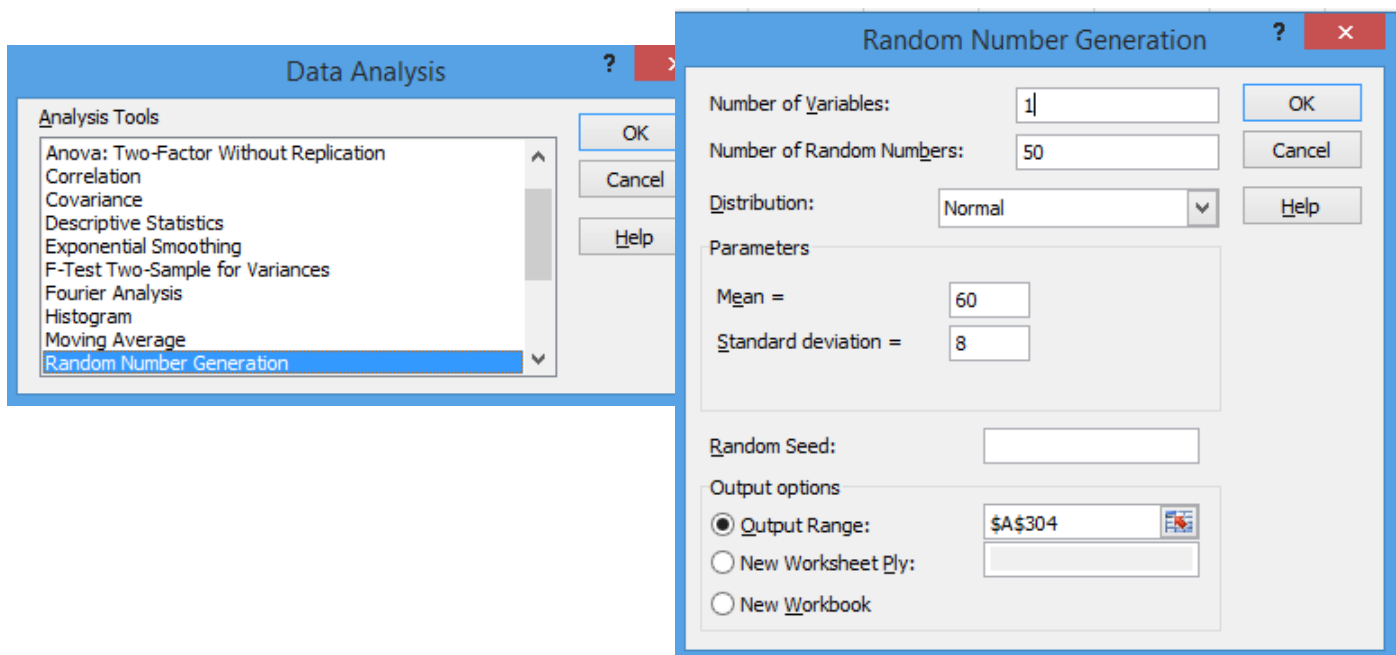 Data Analysis
?
Analysis Tools
Anova: Two-Factor Without Replication
Correlation
Covariance
Descriptive Statistics
Exponential Smoothing
F-Test Two-Sample for Variances
Fourier Analysis
Histogram
Moving Average
Random Number Generation
OK
Cancel
Help
Random Number Generation
?
Number of Variables: 1
Number of Random Numbers: 50
Distribution: Normal
Parameters
Mean = 60
Standard deviation = 8
Random Seed:
Output options
Output Range: $A$304
New Worksheet Ply:
New Workbook
OK
Cancel
Help